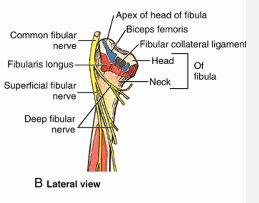 Apex of head of fibula
Biceps femoris
Common fibular
nerve
Fibular collateral ligament
Fibularis longus
Head
Of
fibula
Neck
Superficial fibular
nerve
Deep fibular
nerve
B Lateral view